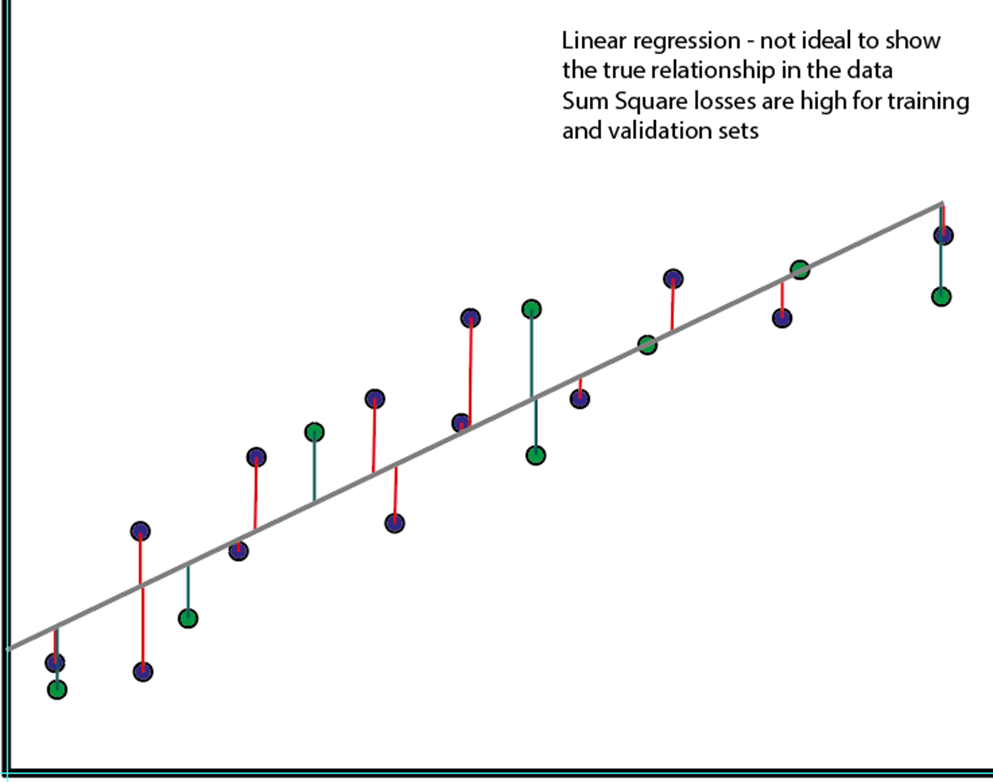 Linear regression - not ideal to show
the true relationship in the data
Sum Square losses are high for training
and validation sets